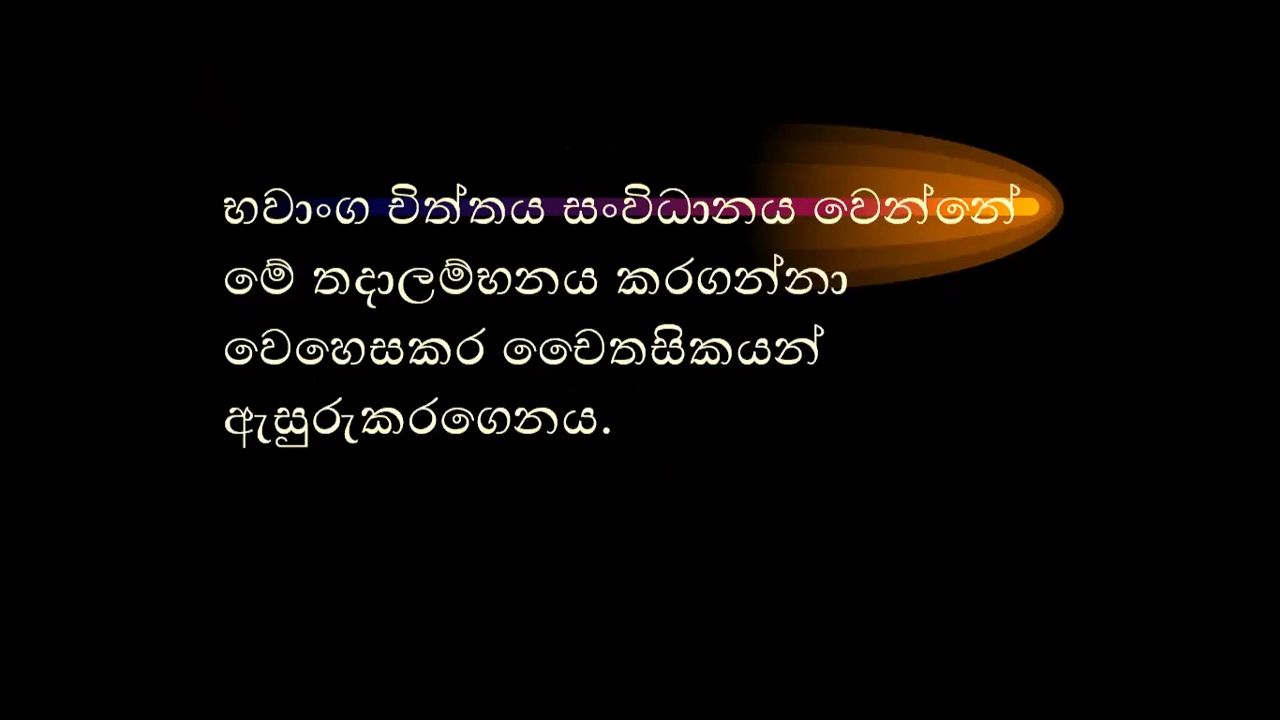 භවාංග චිත්තය සංවිධානය වෙන්නේ
මේ තදාලම්භනය කරගන්නා
වෙහෙසකර චෛතසිකයන්
ඇසුරුකරගෙනය.